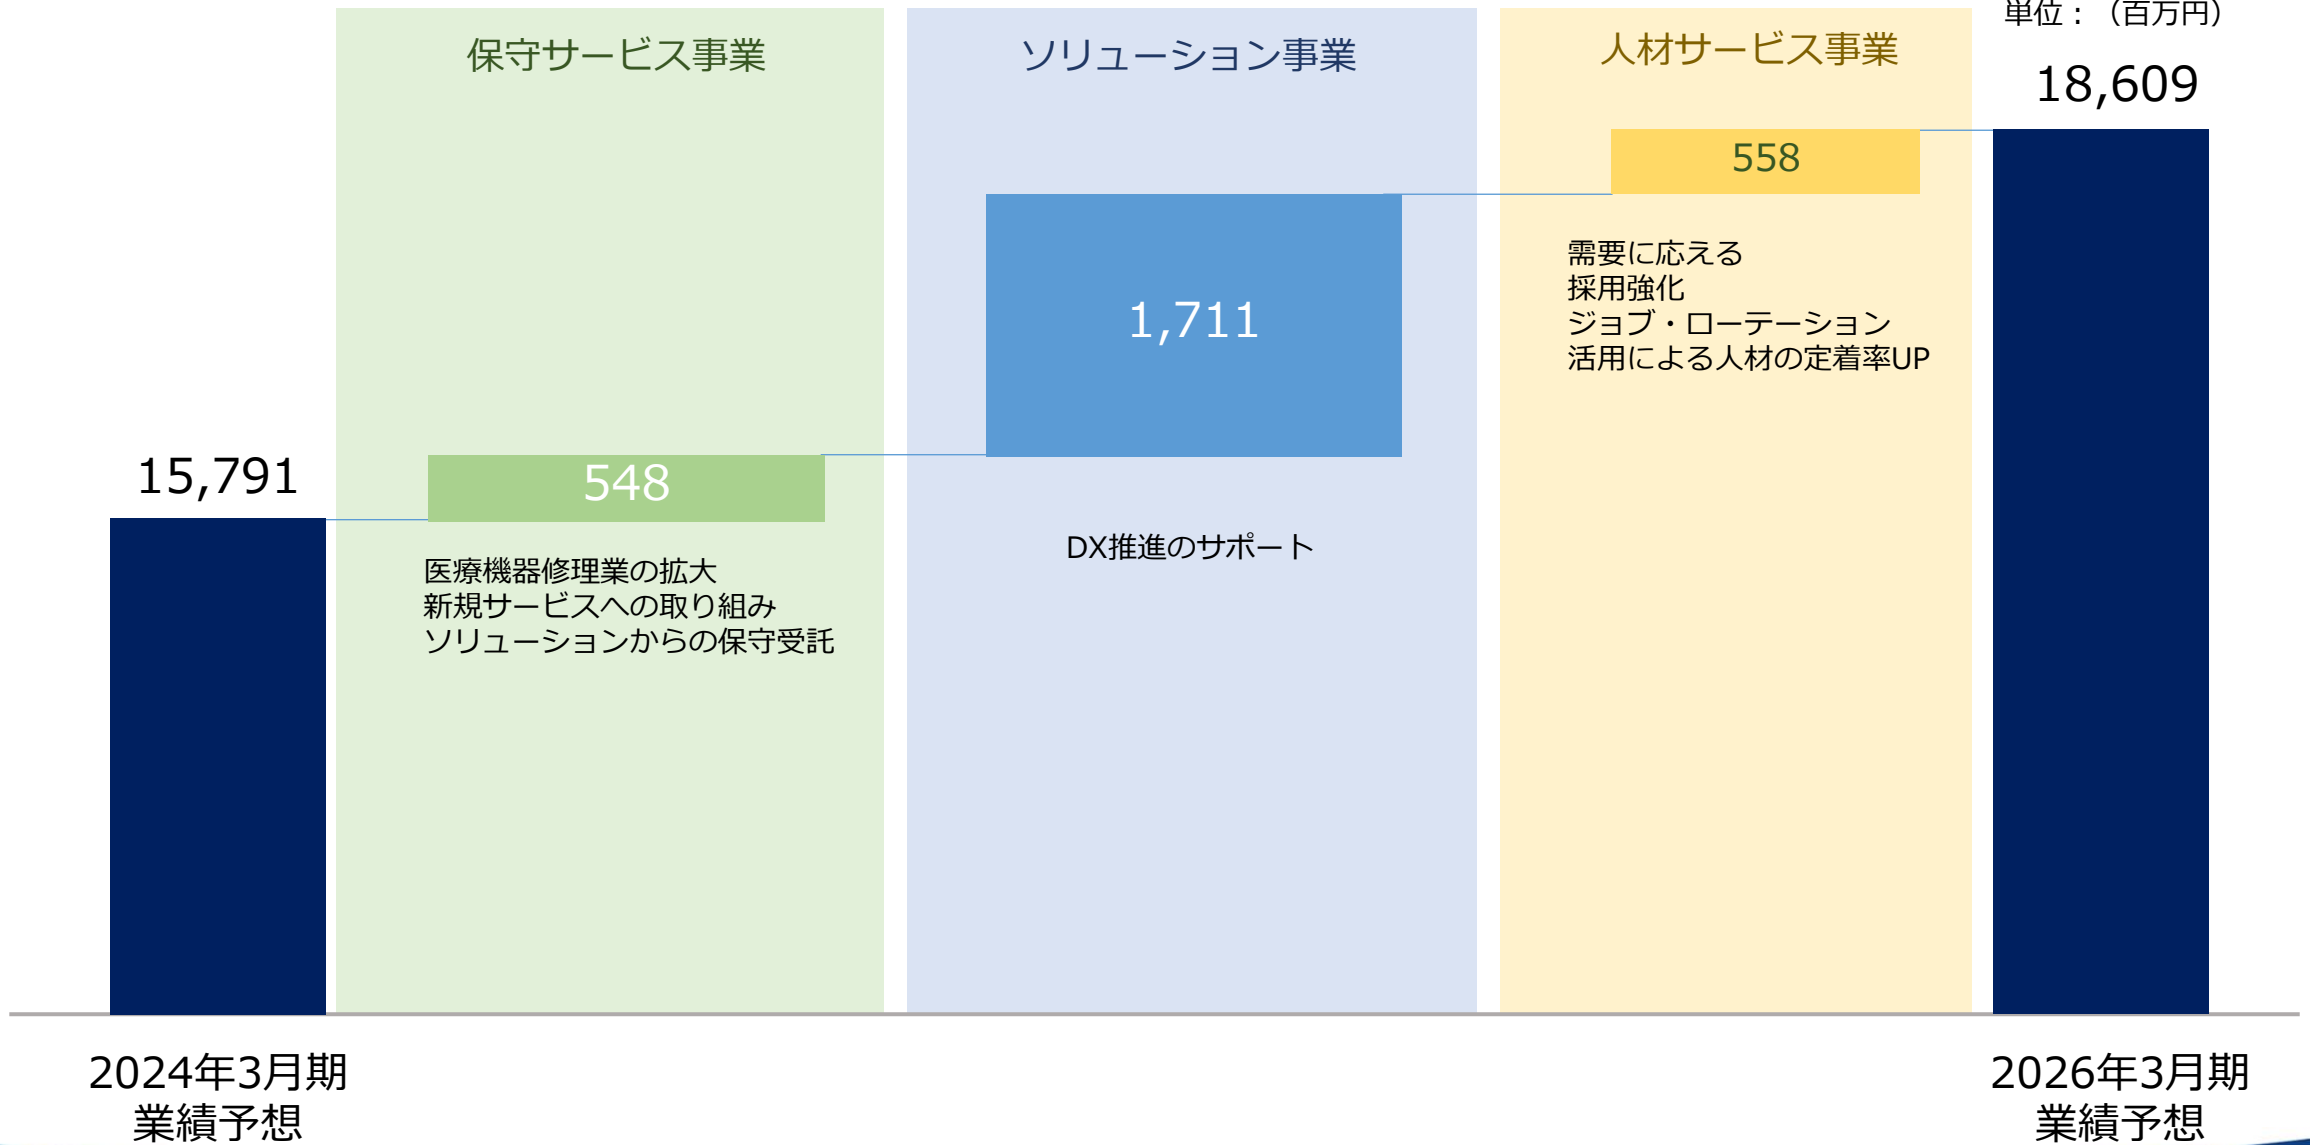 単位：（百万円）
保守サービス事業
ソリューション事業
人材サービス事業
18,609
558
需要に応える
採用強化
ジョブ・ローテーション
活用による人材の定着率UP
1,711
15,791
548
DX推進のサポート
医療機器修理業の拡大
新規サービスへの取り組み
ソリューションからの保守受託
2024年3月期
業績予想
2026年3月期
業績予想